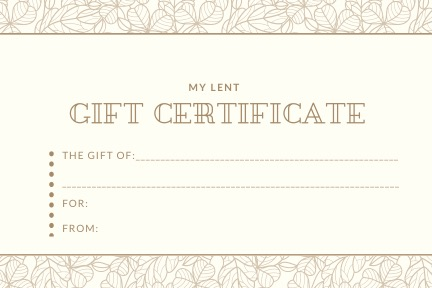 MY LENT
GIFT CERTIFICATE
THE GIFT OF:
FOR:
FROM: